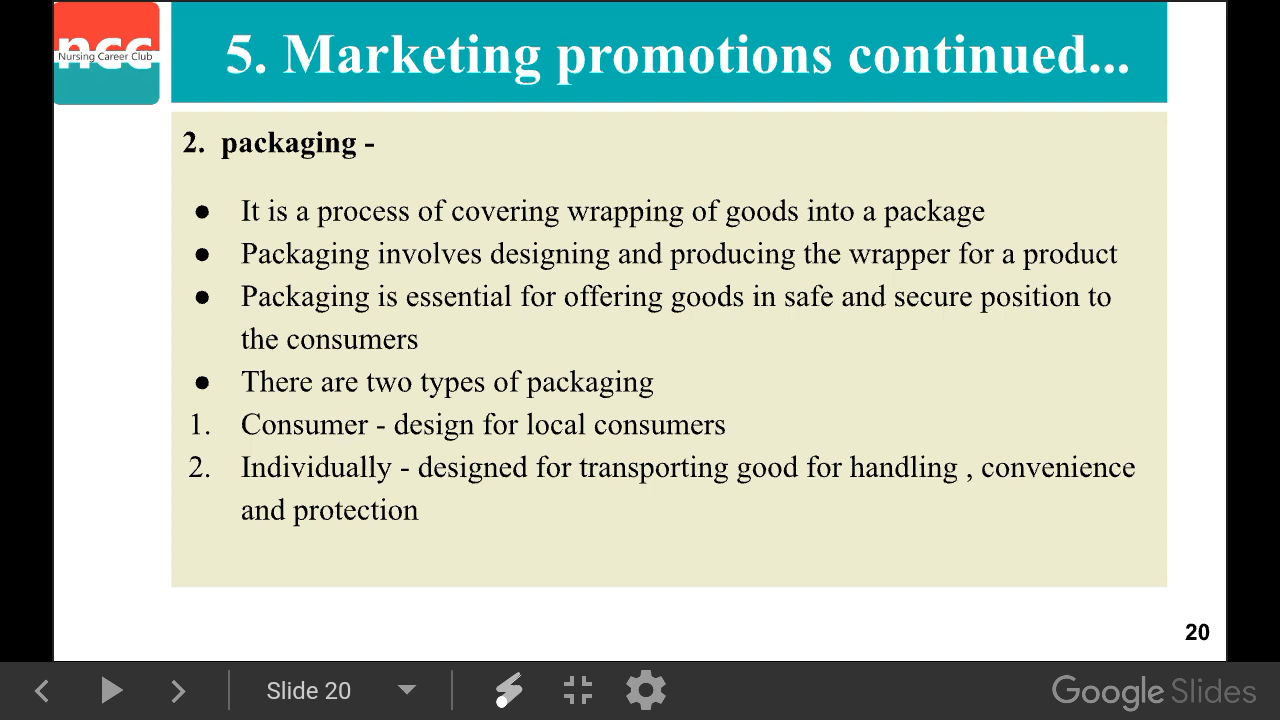 ncc
Nursing Career Club
5. Marketing promotions continued...
2. packaging -
● It is a process of covering wrapping of goods into a package
● Packaging involves designing and producing the wrapper for a product
● Packaging is essential for offering goods in safe and secure position to
the consumers
● There are two types of packaging
1. Consumer - design for local consumers
2. Individually - designed for transporting good for handling , convenience
and protection
20
Slide 20
Google Slides